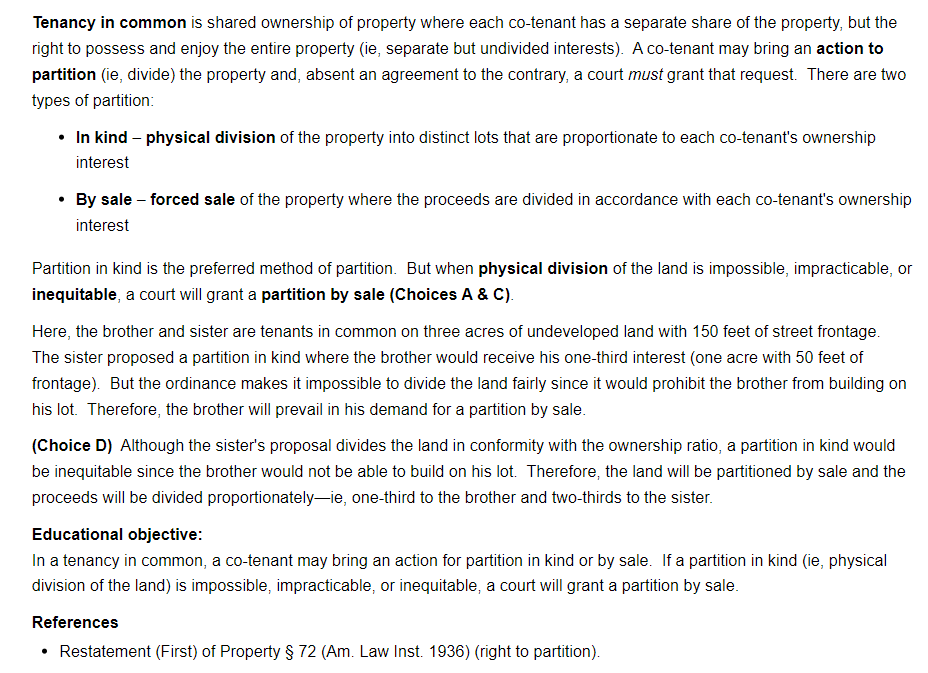 Tenancy in common is shared ownership of property where each co-tenant has a separate share of the property, but the
right to possess and enjoy the entire property (ie, separate but undivided interests).  A co-tenant may bring an action to
partition (ie, divide) the property and, absent an agreement to the contrary, a court must grant that request.  There are two
types of partition:
• In kind – physical division of the property into distinct lots that are proportionate to each co-tenant's ownership
interest
• By sale – forced sale of the property where the proceeds are divided in accordance with each co-tenant's ownership
interest
Partition in kind is the preferred method of partition.  But when physical division of the land is impossible, impracticable, or
inequitable, a court will grant a partition by sale (Choices A & C).
Here, the brother and sister are tenants in common on three acres of undeveloped land with 150 feet of street frontage.
The sister proposed a partition in kind where the brother would receive his one-third interest (one acre with 50 feet of
frontage).  But the ordinance makes it impossible to divide the land fairly since it would prohibit the brother from building on
his lot.  Therefore, the brother will prevail in his demand for a partition by sale.
(Choice D)  Although the sister's proposal divides the land in conformity with the ownership ratio, a partition in kind would
be inequitable since the brother would not be able to build on his lot.  Therefore, the land will be partitioned by sale and the
proceeds will be divided proportionately—ie, one-third to the brother and two-thirds to the sister.
Educational objective:
In a tenancy in common, a co-tenant may bring an action for partition in kind or by sale.  If a partition in kind (ie, physical
division of the land) is impossible, impracticable, or inequitable, a court will grant a partition by sale.
References
• Restatement (First) of Property § 72 (Am. Law Inst. 1936) (right to partition).